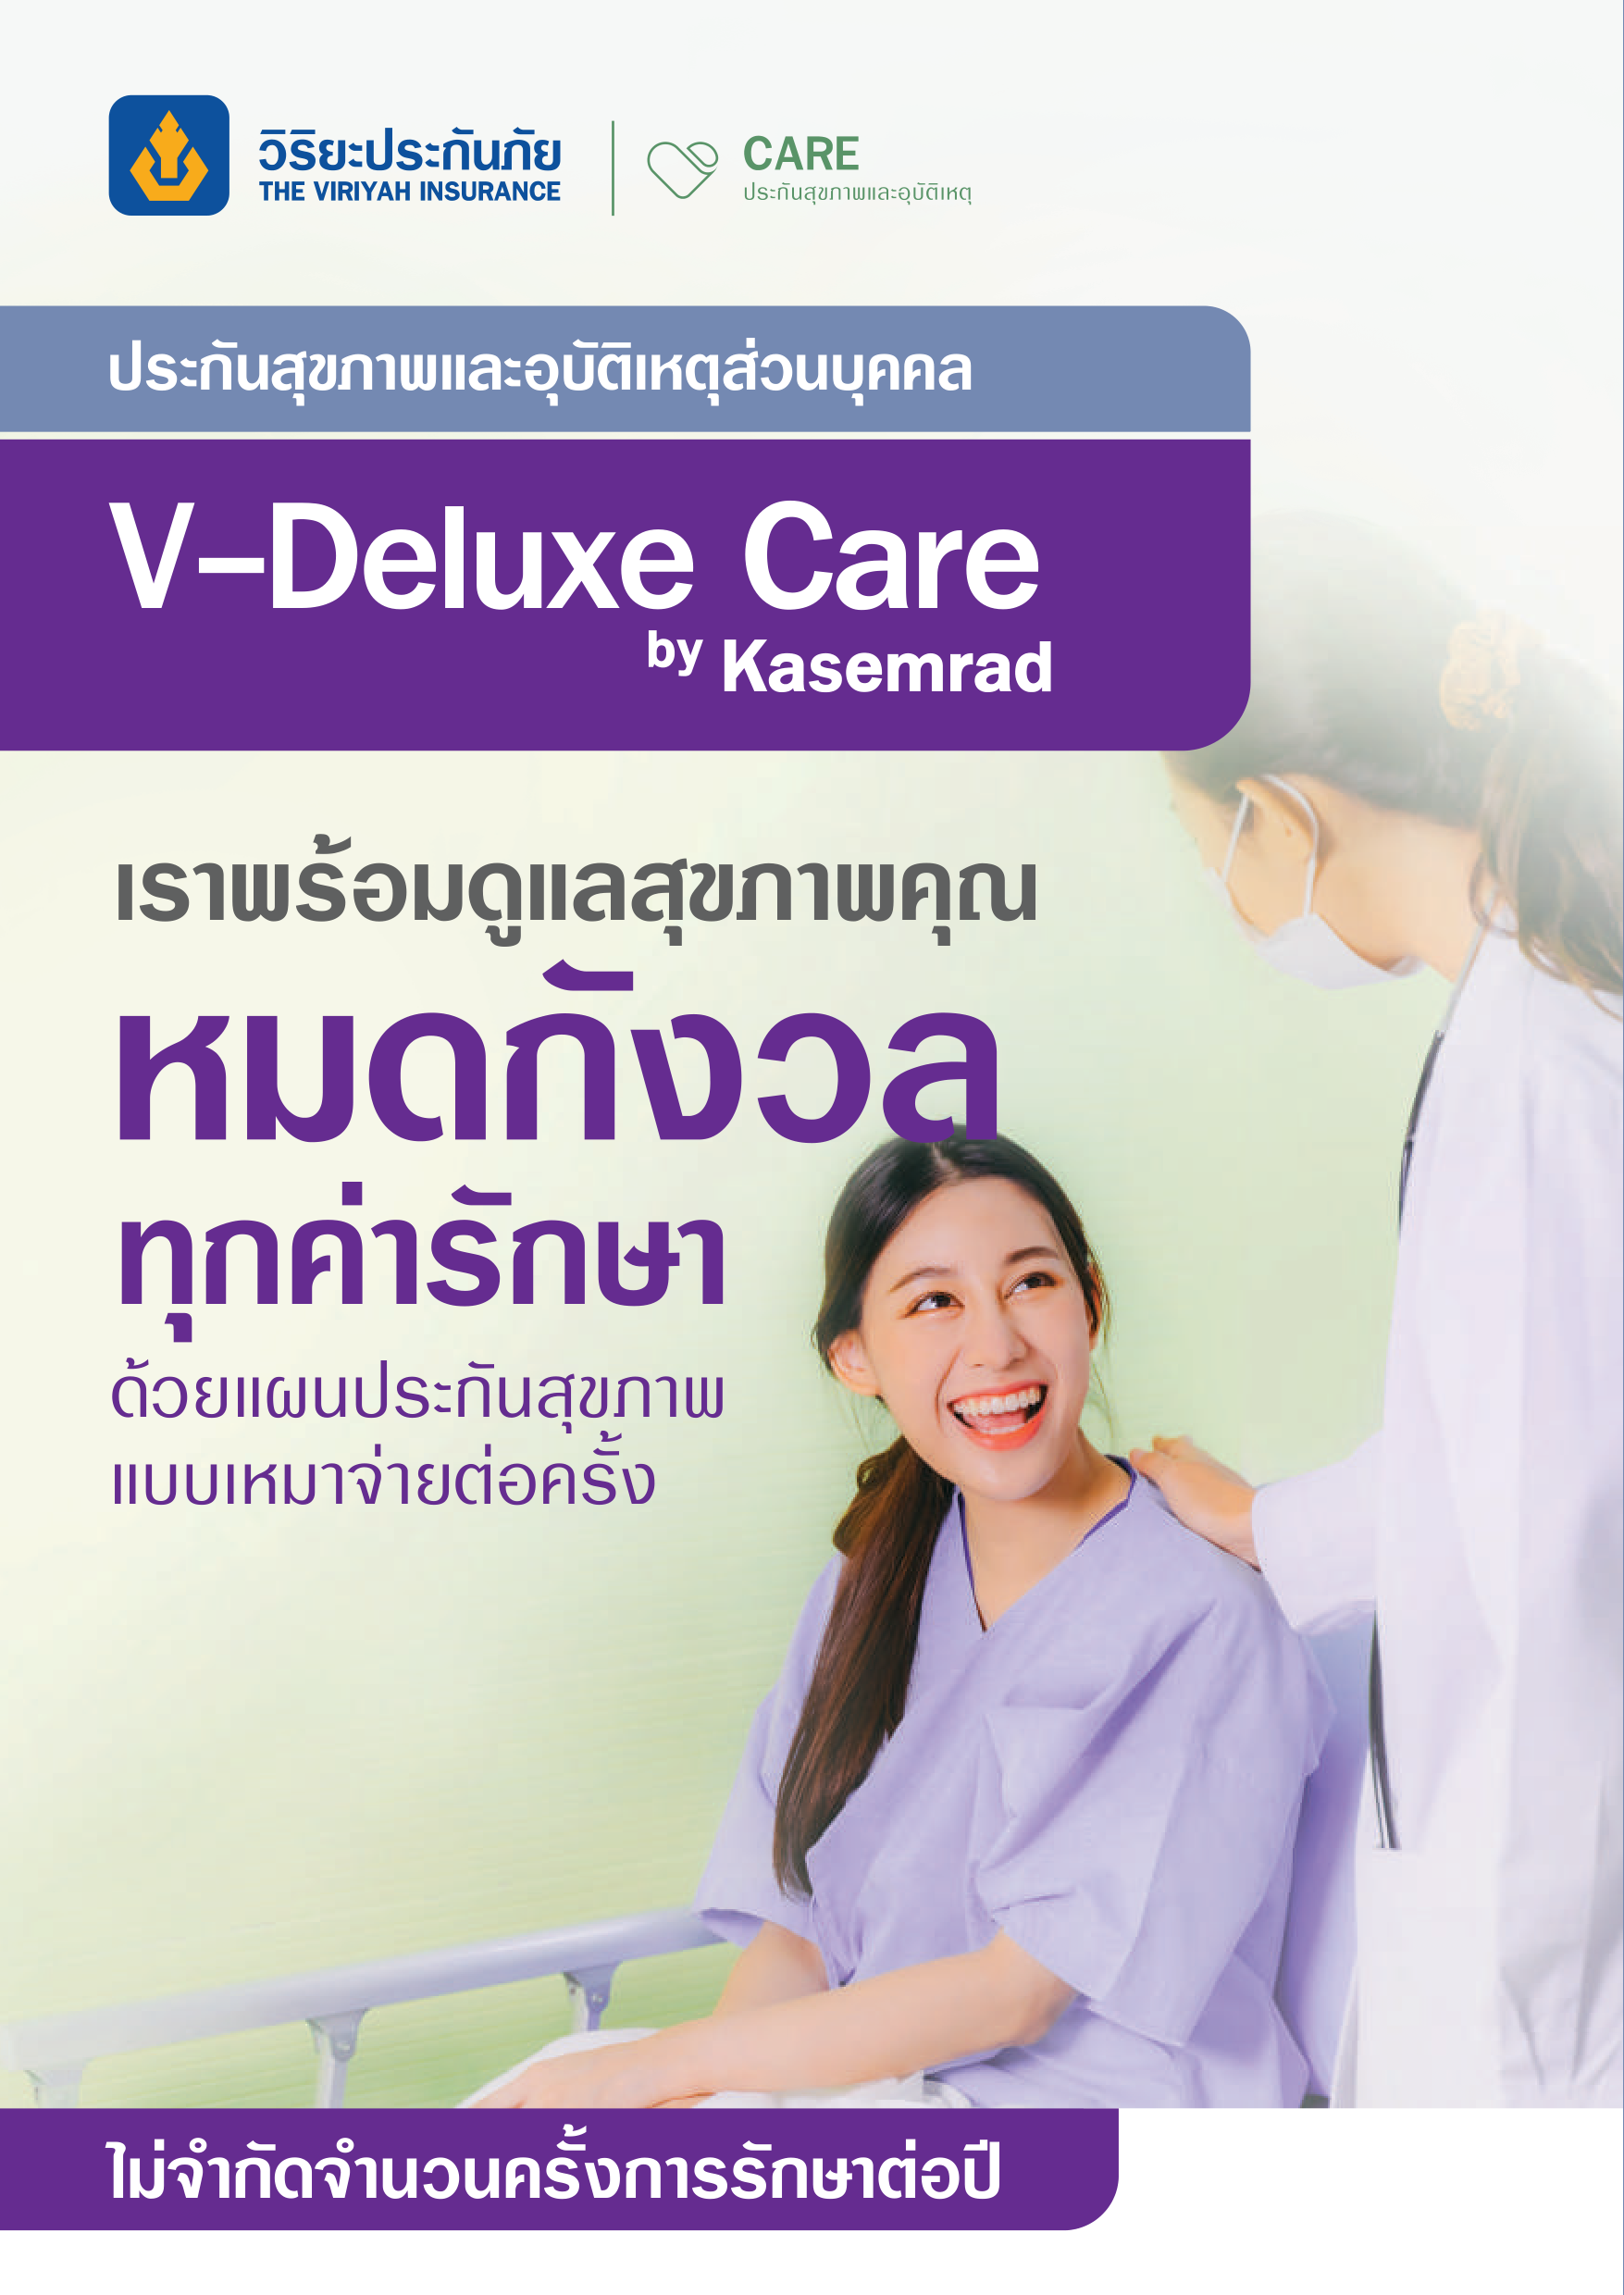 วิริยะประกันภัย
THE VIRIYAH INSURANCE
CARE
ประกันสุขภาพและอุบัติเหตุ
ประกันสุขภาพและอุบัติเหตุส่วนบุคคล
V-Deluxe Care
by Kasemrad
เราพร้อมดูแลสุขภาพคุณ
หมดกังวล
ทุกค่ารักษา
ด้วยแผนประกันสุขภาพ
แบบเหมาจ่ายต่อครั้ง
ไม่จำกัดจำนวนครั้งการรักษาต่อปี